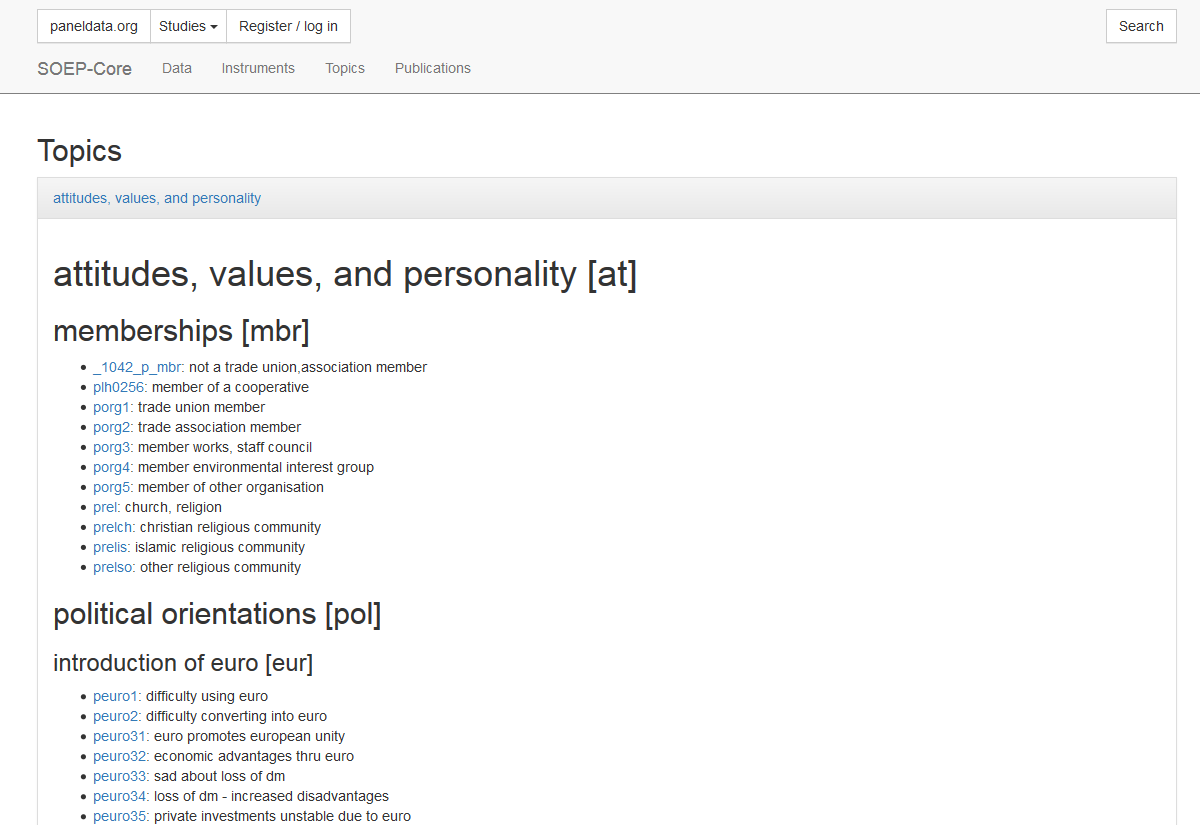 paneldata.org Studies Register / log in Search
SOEP-Core Data Instruments Topics Publications
Topics
attitudes, values, and personality
attitudes, values, and personality [at]
memberships [mbr]
_1042_p_mbr: not a trade union,association member
plh0256: member of a cooperative
porg1: trade union member
porg2: trade association member
porg3: member works, staff council
porg4: member environmental interest group
porg5: member of other organisation
prel: church, religion
prelch: christian religious community
prelis: islamic religious community
prelso: other religious community
political orientations [pol]
introduction of euro [eur]
peuro1: difficulty using euro
peuro2: difficulty converting into euro
peuro31: euro promotes european unity
peuro32: economic advantages thru euro
peuro33: sad about loss of dm
peuro34: loss of dm - increased disadvantages
peuro35: private investments unstable due to euro